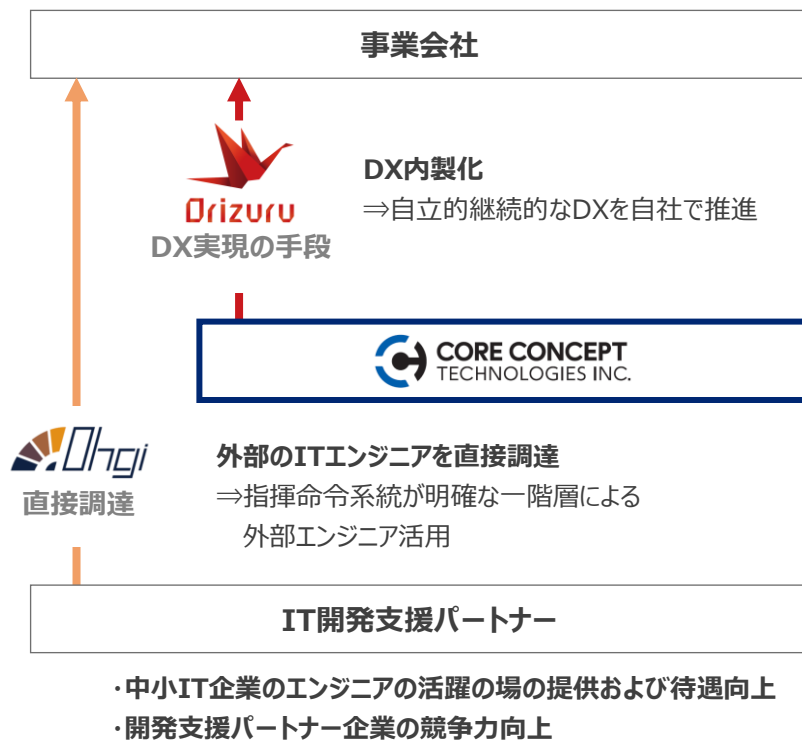 事業会社
Orizuru
DX実現の手段
DX内製化
⇒自立的継続的なDXを自社で推進
CORE CONCEPT
TECHNOLOGIES INC.
Ohgi
直接調達
外部のITエンジニアを直接調達
⇒指揮命令系統が明確な一階層による
外部エンジニア活用
IT開発支援パートナー
・中小IT企業のエンジニアの活躍の場の提供および待遇向上
・開発支援パートナー企業の競争力向上